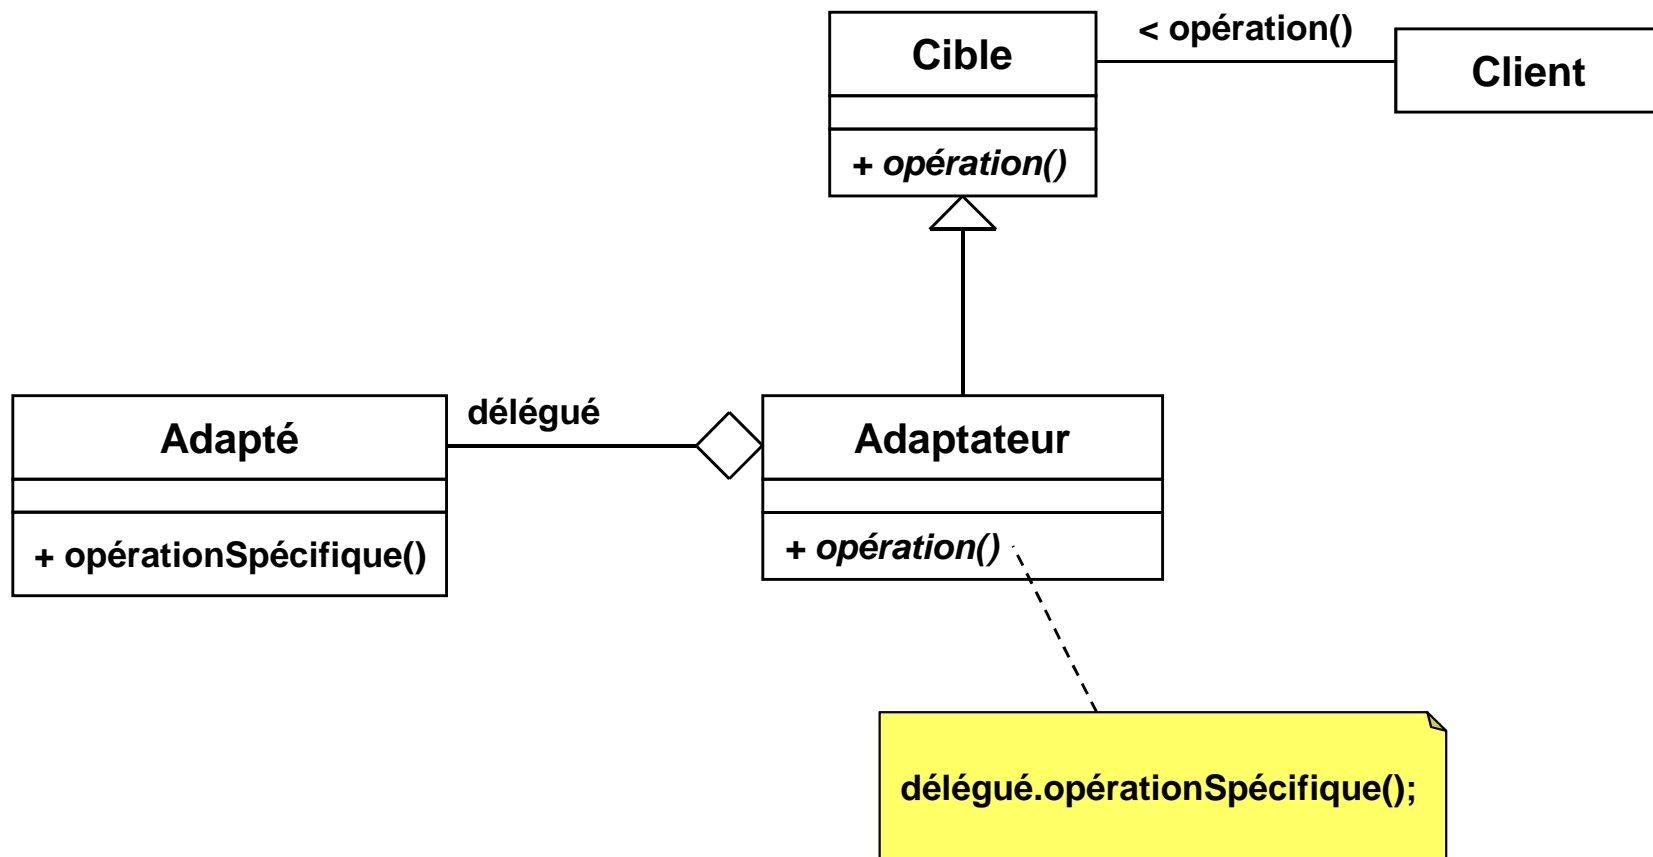 Cible
< opération()
Client
+ opération()
Adapté
délégué
Adaptateur
+ opérationSpécifique()
+ opération()
délégué.opérationSpécifique();